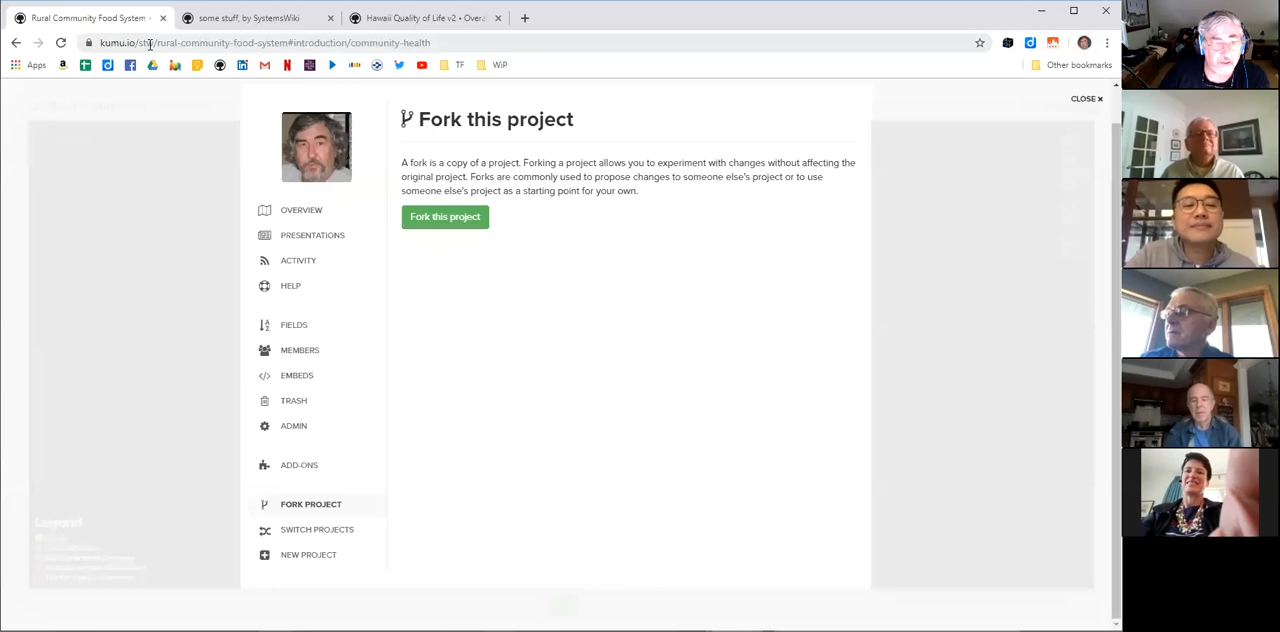 Rural Community Food System -
some stuff, by SystemsWiki
Hawaii Quality of Life v2 • Overa
kumu.io/stw/rural-community-food-system#introduction/community-health
Apps
TF
WiP
Other bookmarks
CLOSE ×
Fork this project
A fork is a copy of a project. Forking a project allows you to experiment with changes without affecting the
original project. Forks are commonly used to propose changes to someone else's project or to use
someone else's project as a starting point for your own.
Fork this project
OVERVIEW
PRESENTATIONS
ACTIVITY
HELP
FIELDS
MEMBERS
EMBEDS
TRASH
ADMIN
ADD-ONS
FORK PROJECT
SWITCH PROJECTS
NEW PROJECT
Legend